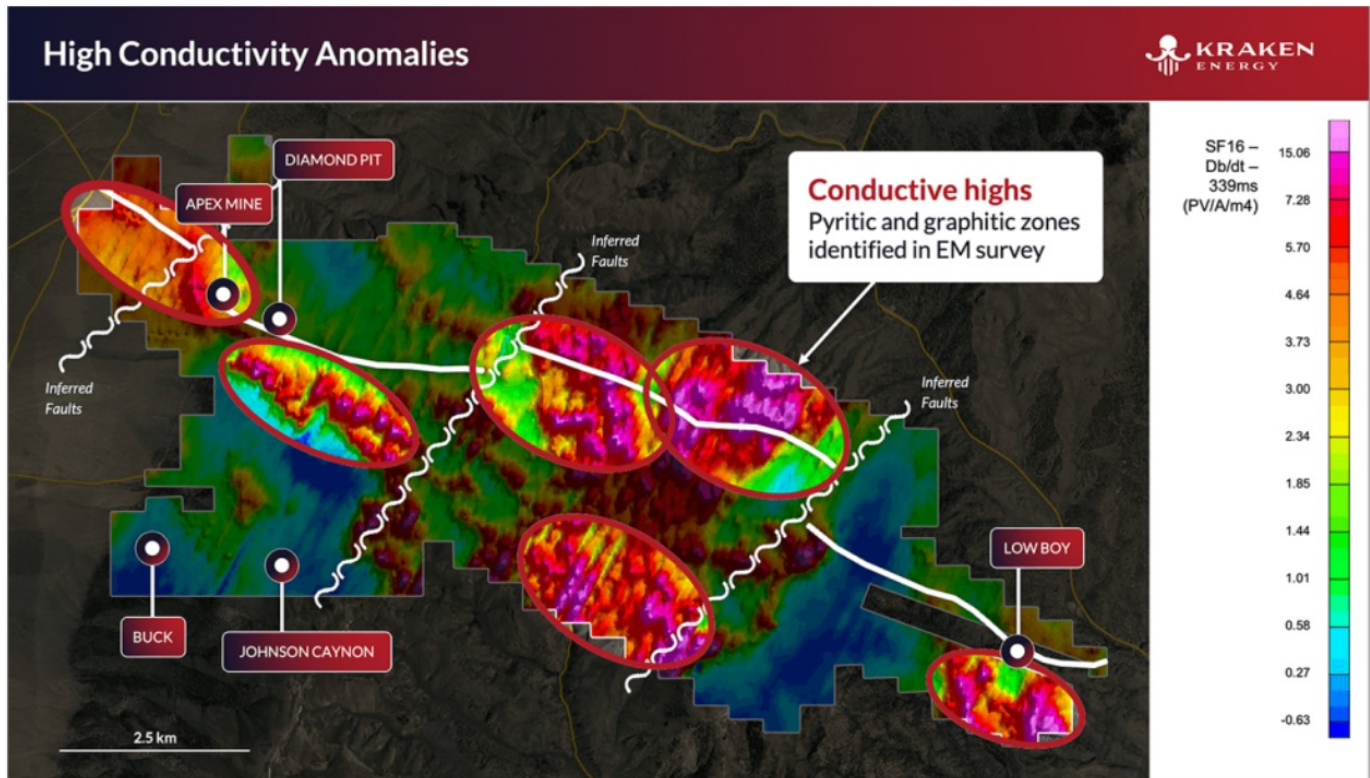 High Conductivity Anomalies
KRAKEN
ENERGY
DIAMOND PIT
APEX MINE
Inferred
Faults
Conductive highs
Pyritic and graphitic zones
identified in EM survey
Inferred
Faults
Inferred
Faults
LOW BOY
BUCK
JOHNSON CAYNON
2.5 km
SF16 –
Db/dt –
339ms
(PV/A/m4)
15.06
7.28
5.70
4.64
3.73
3.00
2.34
1.85
1.44
1.01
0.58
0.27
-0.63